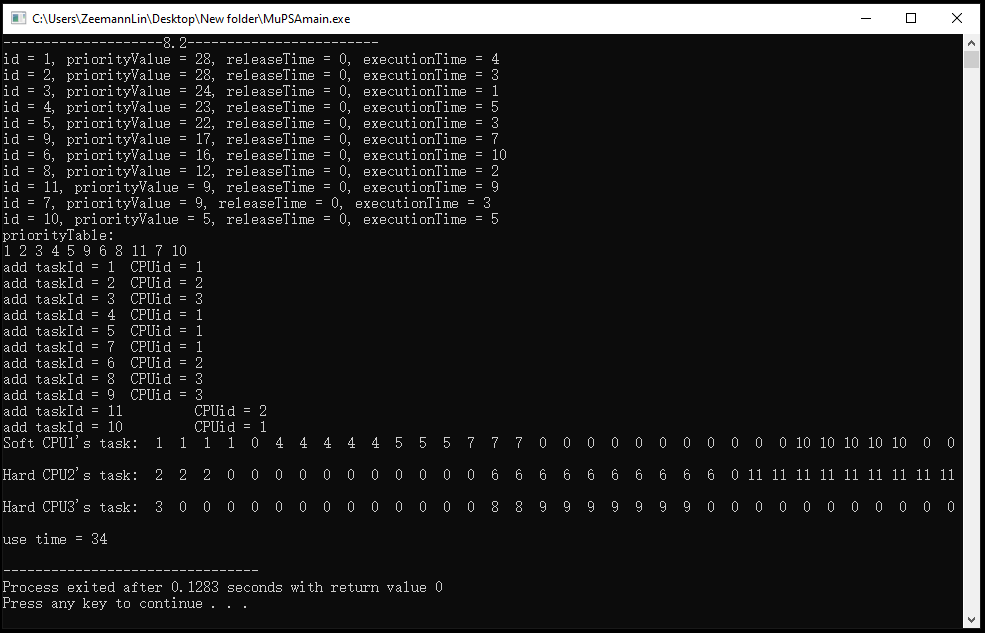 C:\Users\ZeemannLin\Desktop\New folder\MuPSAmain.exe
--------------------8.2------------------------
id = 1, priorityValue = 28, releaseTime = 0, executionTime = 4
id = 2, priorityValue = 28, releaseTime = 0, executionTime = 3
id = 3, priorityValue = 24, releaseTime = 0, executionTime = 1
id = 4, priorityValue = 23, releaseTime = 0, executionTime = 5
id = 5, priorityValue = 22, releaseTime = 0, executionTime = 3
id = 9, priorityValue = 17, releaseTime = 0, executionTime = 7
id = 6, priorityValue = 16, releaseTime = 0, executionTime = 10
id = 8, priorityValue = 12, releaseTime = 0, executionTime = 2
id = 11, priorityValue = 9, releaseTime = 0, executionTime = 9
id = 7, priorityValue = 9, releaseTime = 0, executionTime = 3
id = 10, priorityValue = 5, releaseTime = 0, executionTime = 5
priorityTable:
1 2 3 4 5 9 6 8 11 7 10
add taskId = 1  CPUid = 1
add taskId = 2  CPUid = 2
add taskId = 3  CPUid = 3
add taskId = 4  CPUid = 1
add taskId = 5  CPUid = 1
add taskId = 7  CPUid = 1
add taskId = 6  CPUid = 2
add taskId = 8  CPUid = 3
add taskId = 9  CPUid = 3
add taskId = 11         CPUid = 2
add taskId = 10         CPUid = 1
Soft CPU1's task:  1  1  1  1  0  4  4  4  4  4  5  5  5  7  7  7  0  0  0  0  0  0  0  0  0  0  0 10 10 10 10 10  0  0
Hard CPU2's task:  2  2  2  0  0  0  0  0  0  0  0  0  0  0  6  6  6  6  6  6  6  6  6  6  0 11 11 11 11 11 11 11 11 11
Hard CPU3's task:  3  0  0  0  0  0  0  0  0  0  0  0  0  0  8  8  9  9  9  9  9  9  9  0  0  0  0  0  0  0  0  0  0  0
use time = 34
--------------------------------
Process exited after 0.1283 seconds with return value 0
Press any key to continue . . .